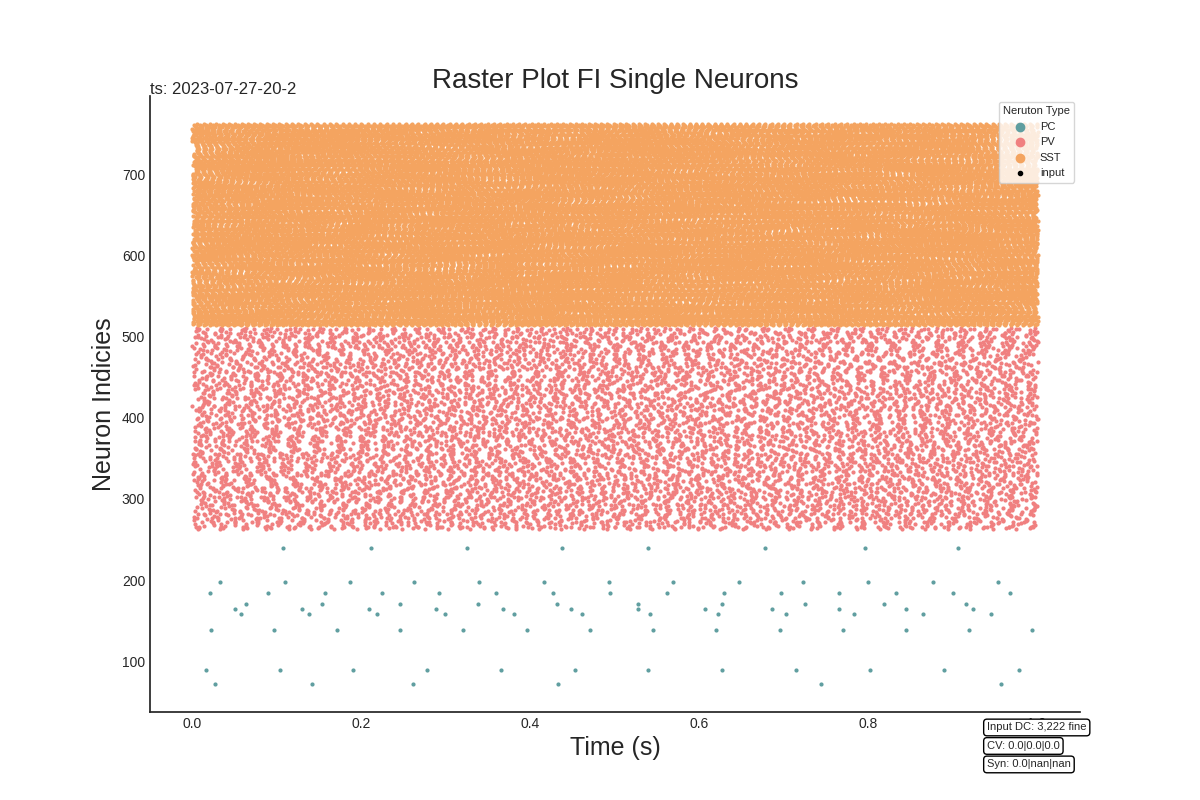 Raster Plot FI Single Neurons
ts: 2023-07-27-20-2
Neruton Type
PC
PV
SST
input
700
600
500
400
300
200
100
Neuron Indicies
0.0 0.2 0.4 0.6 0.8
Time (s)
Input DC: 3,222 fine
CV: 0.0|0.0|0.0
Syn: 0.0|nan|nan